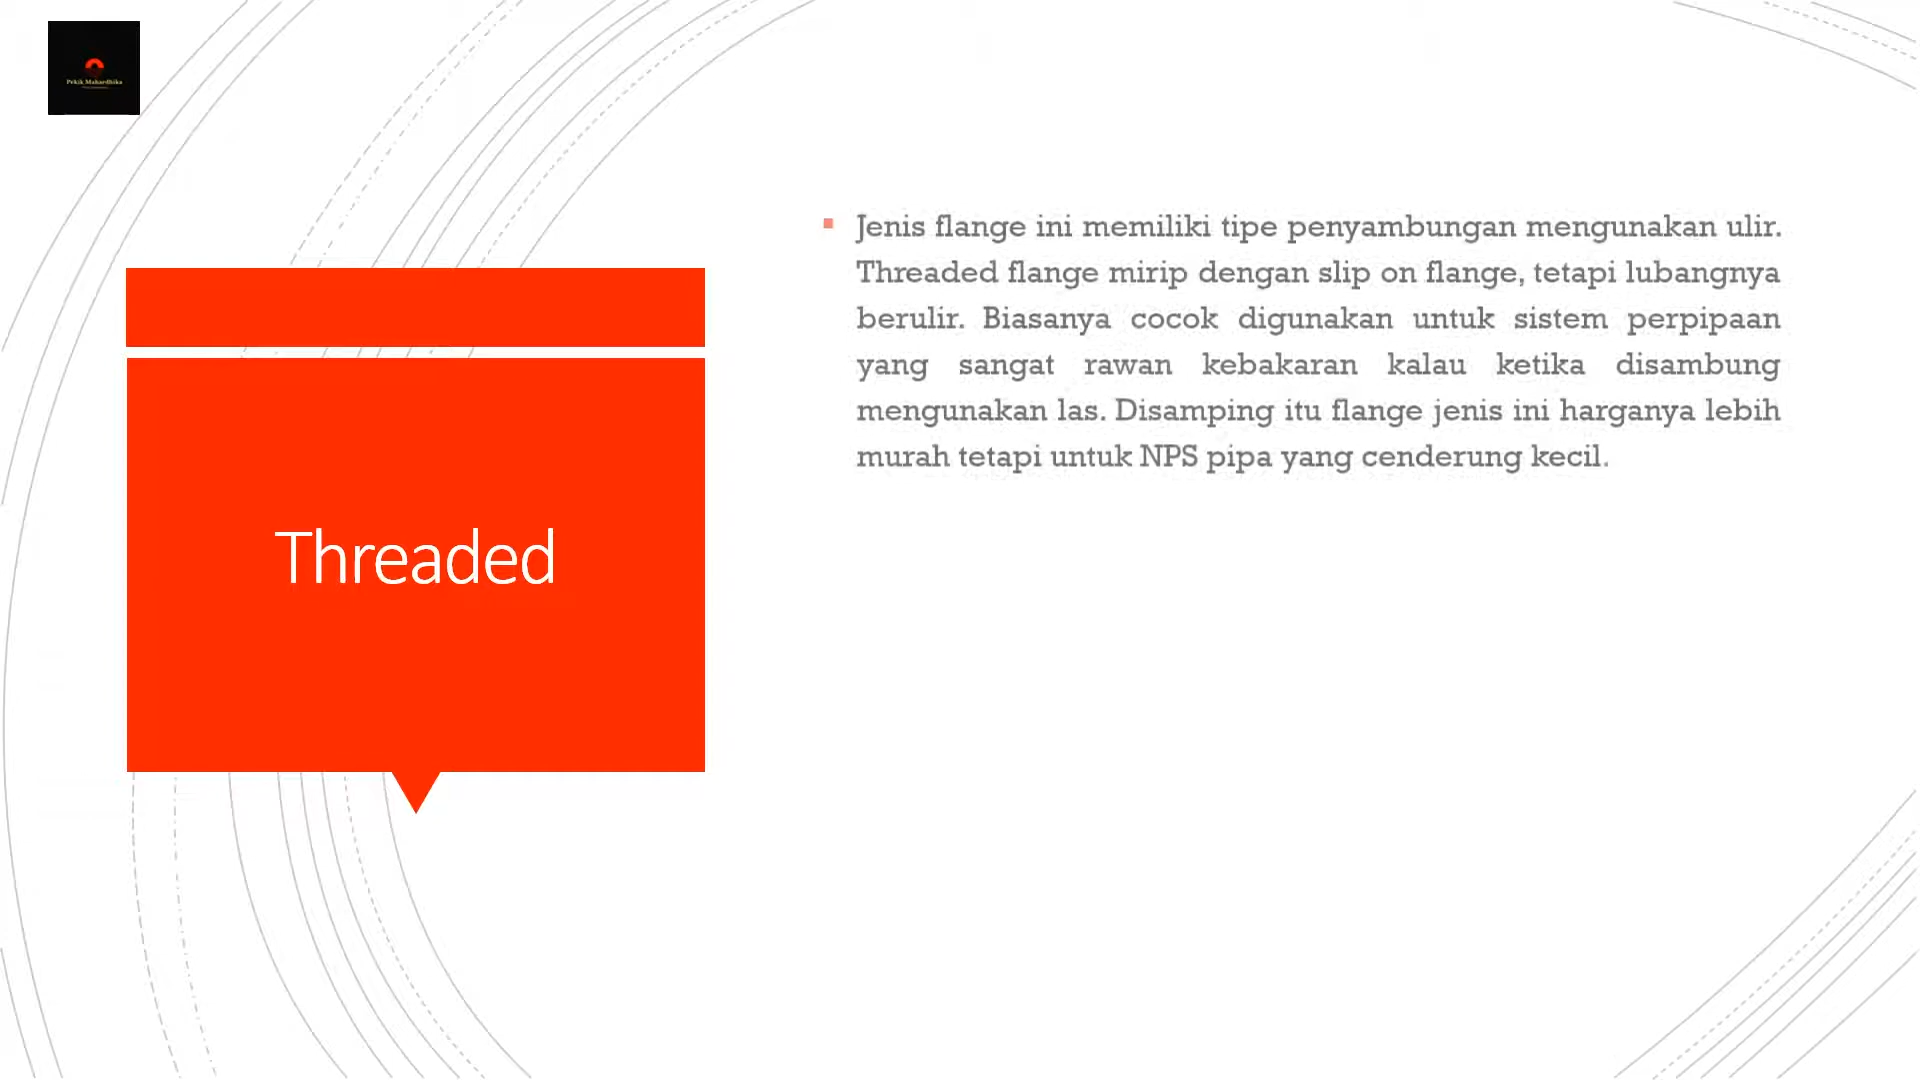 Pekik Mahardhika
Threaded
Jenis flange ini memiliki tipe penyambungan mengunakan ulir.
Threaded flange mirip dengan slip on flange, tetapi lubangnya
berulir. Biasanya cocok digunakan untuk sistem perpipaan
yang sangat rawan kebakaran kalau ketika disambung
mengunakan las. Disamping itu flange jenis ini harganya lebih
murah tetapi untuk NPS pipa yang cenderung kecil.